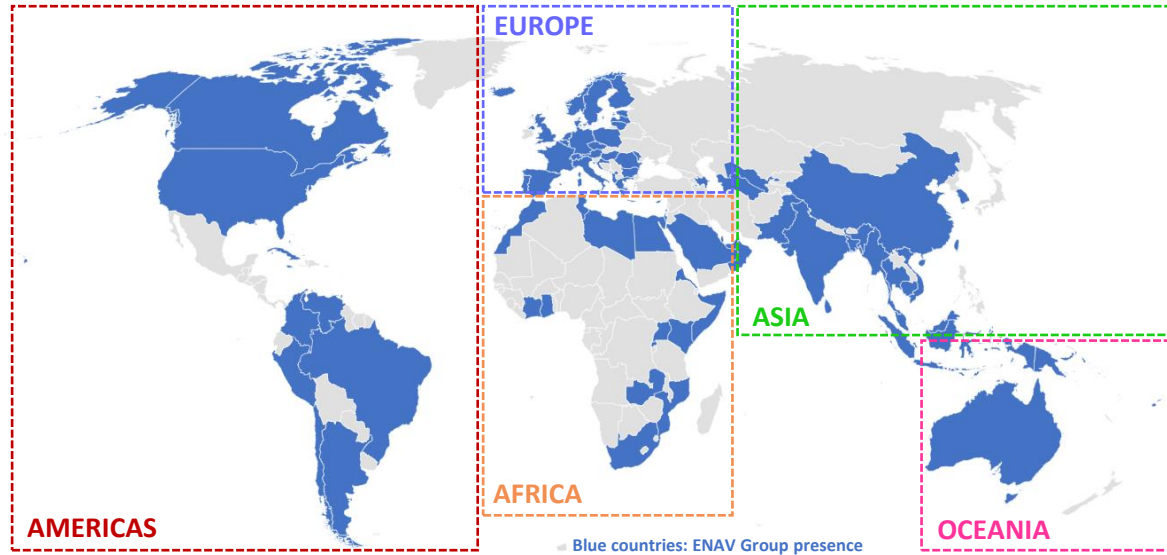 EUROPE
ASIA
AFRICA
AMERICAS
OCEANIA
Blue countries: ENAV Group presence